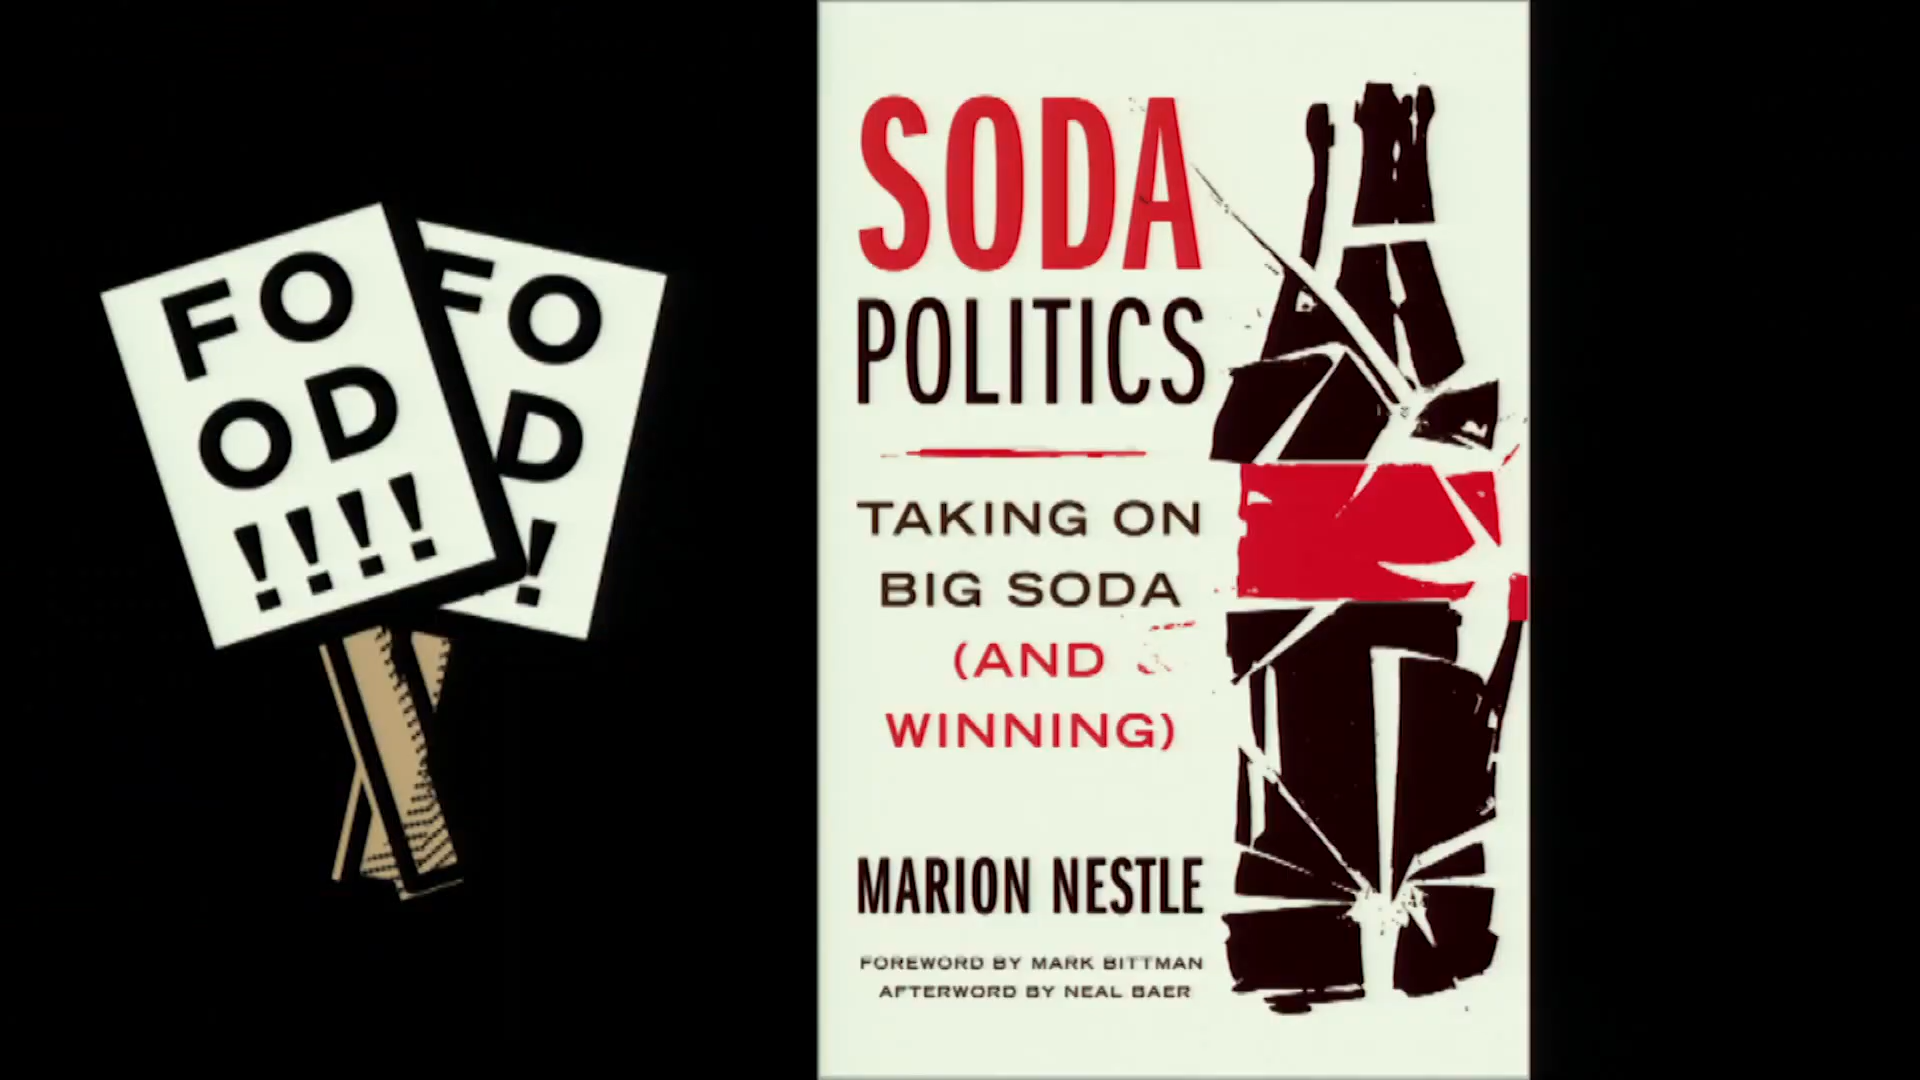 FO
OD
!!!!
FO
D
!
SODA
POLITICS
TAKING ON
BIG SODA
(AND
WINNING)
MARION NESTLE
FOREWORD BY MARK BITTMAN
AFTERWORD BY NEAL BAER